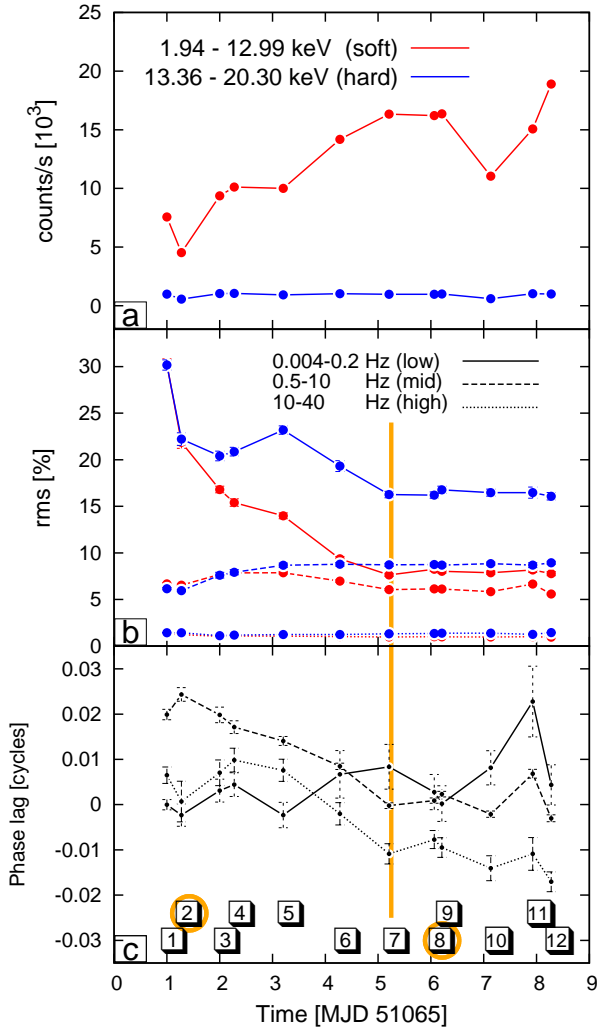 1.94 - 12.99 keV (soft)
13.36 - 20.30 keV (hard)
25
20
15
10
5
0
counts/s [10³]
a
0.004-0.2 Hz (low)
0.5-10 Hz (mid)
10-40 Hz (high)
30
25
20
15
10
5
0
rms [%]
b
0.03
0.02
0.01
0
-0.01
-0.02
-0.03
Phase lag [cycles]
2 4 5 9 11
1 3 6 7 8 10 12
c
0 1 2 3 4 5 6 7 8 9
Time [MJD 51065]